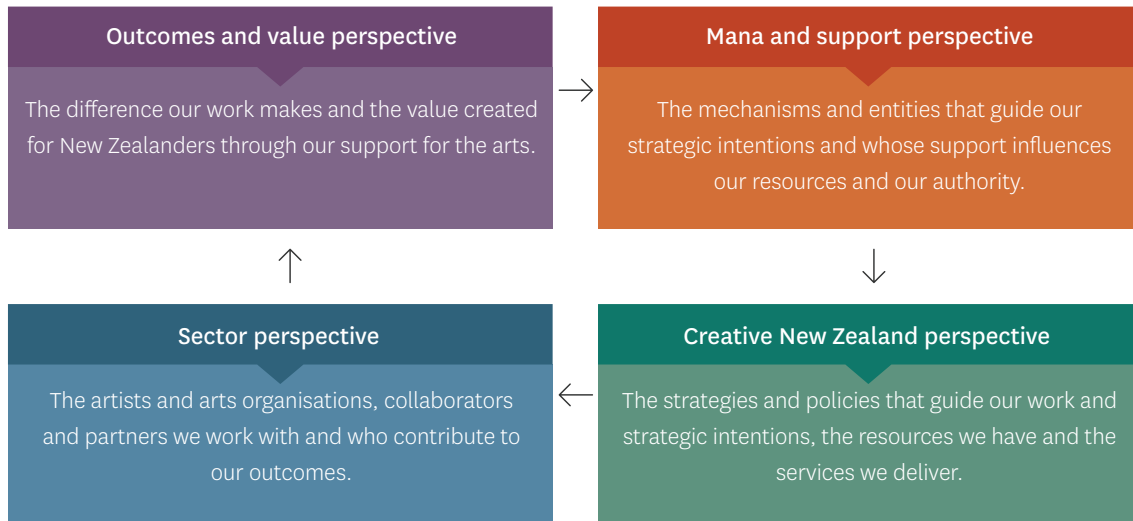 Outcomes and value perspective
The difference our work makes and the value created
for New Zealanders through our support for the arts.
Mana and support perspective
The mechanisms and entities that guide our
strategic intentions and whose support influences
our resources and our authority.
Sector perspective
The artists and arts organisations, collaborators
and partners we work with and who contribute to
our outcomes.
Creative New Zealand perspective
The strategies and policies that guide our work and
strategic intentions, the resources we have and the
services we deliver.